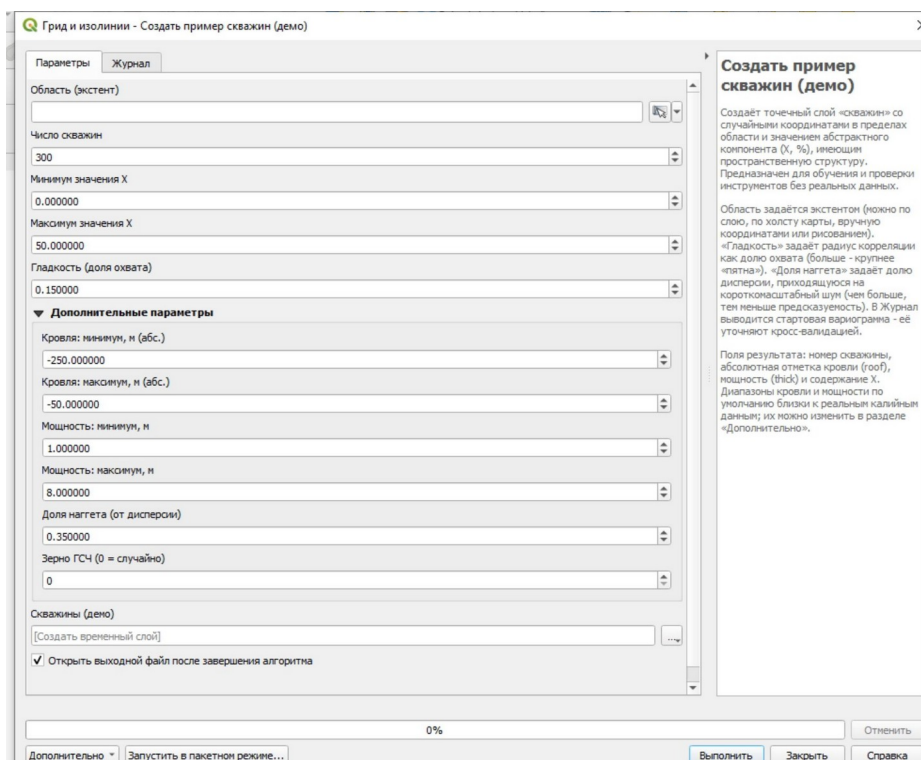 Грид и изолинии - Создать пример скважин (демо)
Параметры
Журнал
Область (экстент)
Число скважин
300
Минимум значения X
0.000000
Максимум значения X
50.000000
Гладкость (доля охвата)
0.150000
Дополнительные параметры
Кровля: минимум, м (абс.)
-250.000000
Кровля: максимум, м (абс.)
-50.000000
Мощность: минимум, м
1.000000
Мощность: максимум, м
8.000000
Доля наггета (от дисперсии)
0.350000
Зерно ГСЧ (0 = случайно)
0
Скважины (демо)
[Создать временный слой]
...
Открыть выходной файл после завершения алгоритма
Создать пример
скважин (демо)
Создаёт точечный слой «скважин» со
случайными координатами в пределах
области и значением абстрактного
компонента (X, %), имеющим
пространственную структуру.
Предназначен для обучения и проверки
инструментов без реальных данных.
Область задаётся экстентом (можно по
слою, по холсту карты, вручную
координатами или рисованием).
«Гладкость» задаёт радиус корреляции
как долю охвата (больше - крупнее
«пятна»). «Доля наггета» задаёт долю
дисперсии, приходящуюся на
короткомасштабный шум (чем больше,
тем меньше предсказуемость). В Журнал
выводится стартовая вариограмма - её
уточняют кросс-валидацией.
Поля результата: номер скважины,
абсолютная отметка кровли (roof),
мощность (thick) и содержание X.
Диапазоны кровли и мощности по
умолчанию близки к реальным калийным
данным; их можно изменить в разделе
«Дополнительно».
0%
Отменить
Дополнительно
Запустить в пакетном режиме...
Выполнить
Закрыть
Справка